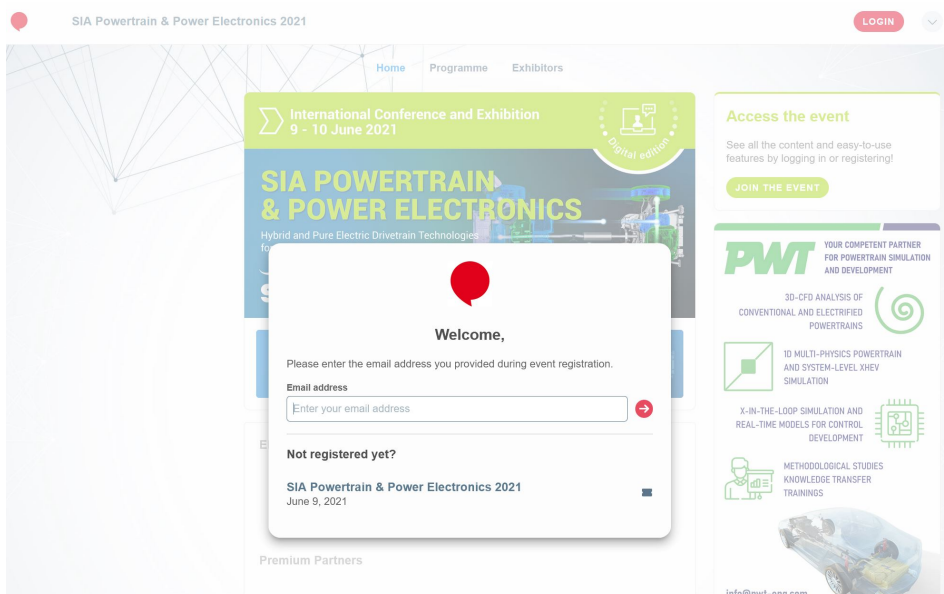 SIA Powertrain & Power Electronics 2021
LOGIN
Home Programme Exhibitors
International Conference and Exhibition
9 - 10 June 2021
Digital edition
SIA POWERTRAIN
& POWER ELECTRONICS
Hybrid and Pure Electric Drivetrain Technologies
Access the event
See all the content and easy-to-use
features by logging in or registering!
JOIN THE EVENT
PWT
YOUR COMPETENT PARTNER
FOR POWERTRAIN SIMULATION
AND DEVELOPMENT
3D-CFD ANALYSIS OF
CONVENTIONAL AND ELECTRIFIED
POWERTRAINS
1D MULTI-PHYSICS POWERTRAIN
AND SYSTEM-LEVEL XHEV
SIMULATION
X-IN-THE-LOOP SIMULATION AND
REAL-TIME MODELS FOR CONTROL
DEVELOPMENT
METHODOLOGICAL STUDIES
KNOWLEDGE TRANSFER
TRAININGS
Welcome,
Please enter the email address you provided during event registration.
Email address
Enter your email address
Not registered yet?
SIA Powertrain & Power Electronics 2021
June 9, 2021
Premium Partners